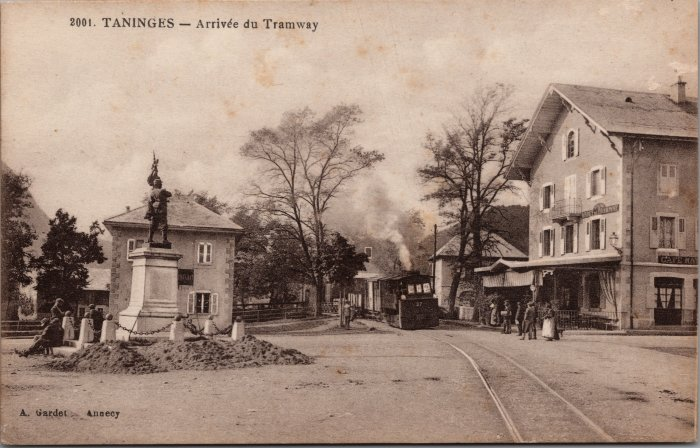 2001. TANINGES — Arrivée du Tramway
A. Gardet. Annecy